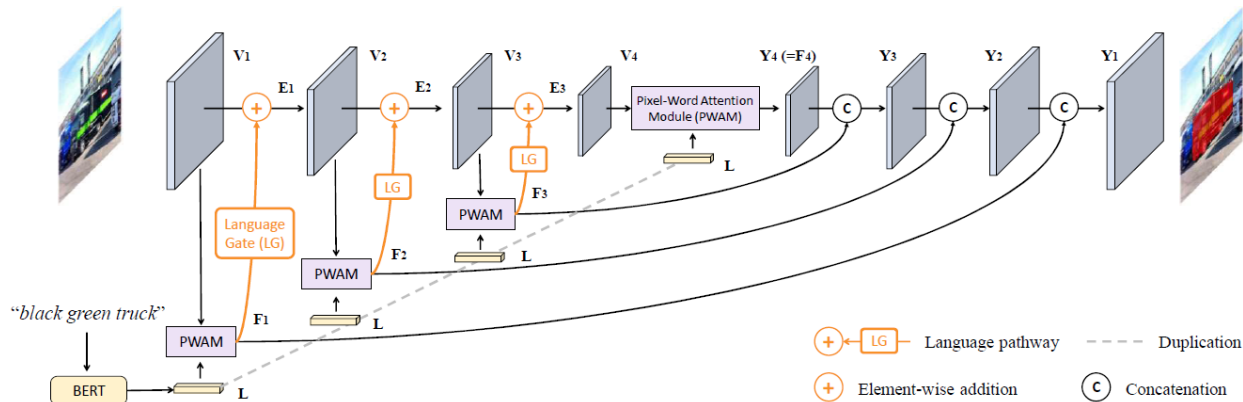 V1
E1
V2
E2
V3
E3
V4
Y4 (=F4)
Y3
Y2
Y1
Pixel-Word Attention
Module (PWAM)
C
C
C
LG
L
LG
F3
PWAM
Language
Gate (LG)
F2
L
PWAM
"black green truck"
F1
L
PWAM
BERT
L
LG
Language pathway
Duplication
Element-wise addition
C
Concatenation